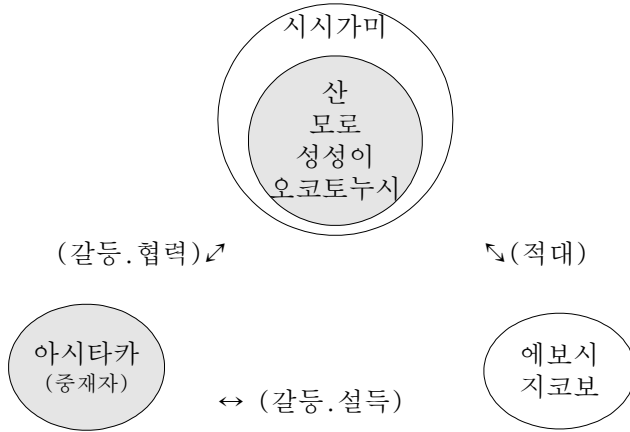 시시가미
산
모로
성성이
오코토누시
(갈등.협력)⤢
⤡(적대)
아시타카
(중재자)
에보시
지코보
↔ (갈등.설득)